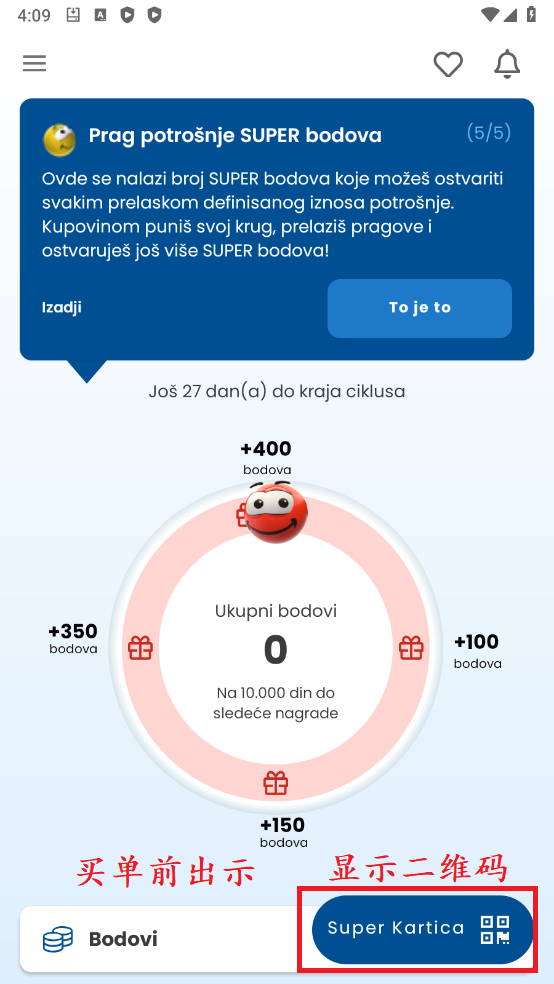 4:09
Prag potrošnje SUPER bodova
(5/5)
Ovde se nalazi broj SUPER bodova koje možeš ostvariti
svakim prelaskom definisanog iznosa potrošnje.
Kupovinom puniš svoj krug, prelaziš pragove i
ostvaruješ još više SUPER bodova!
Izadji
To je to
Još 27 dan(a) do kraja ciklusa
+400
bodova
+350
bodova
Ukupni bodovi
0
Na 10.000 din do
sledeće nagrade
+100
bodova
+150
bodova
买单前出示
显示二维码
Bodovi
Super Kartica